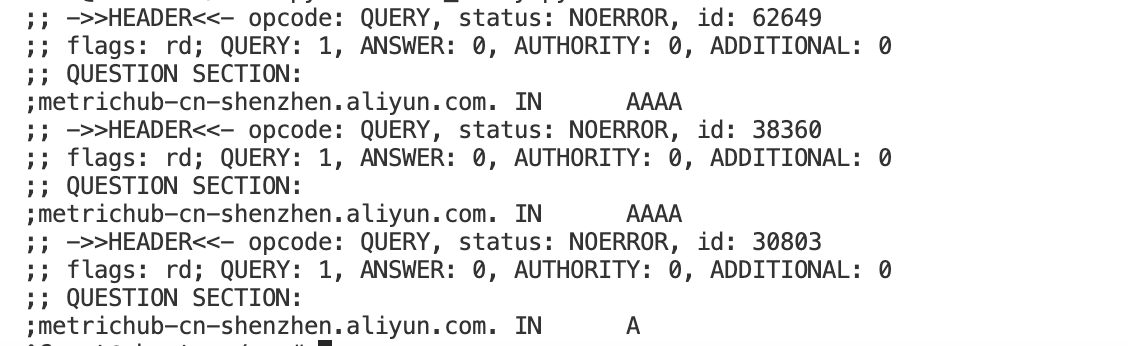 ;; ->>HEADER<<- opcode: QUERY, status: NOERROR, id: 62649
;; flags: rd; QUERY: 1, ANSWER: 0, AUTHORITY: 0, ADDITIONAL: 0
;; QUESTION SECTION:
;metrichub-cn-shenzhen.aliyun.com. IN      AAAA
;; ->>HEADER<<- opcode: QUERY, status: NOERROR, id: 38360
;; flags: rd; QUERY: 1, ANSWER: 0, AUTHORITY: 0, ADDITIONAL: 0
;; QUESTION SECTION:
;metrichub-cn-shenzhen.aliyun.com. IN      AAAA
;; ->>HEADER<<- opcode: QUERY, status: NOERROR, id: 30803
;; flags: rd; QUERY: 1, ANSWER: 0, AUTHORITY: 0, ADDITIONAL: 0
;; QUESTION SECTION:
;metrichub-cn-shenzhen.aliyun.com. IN      A